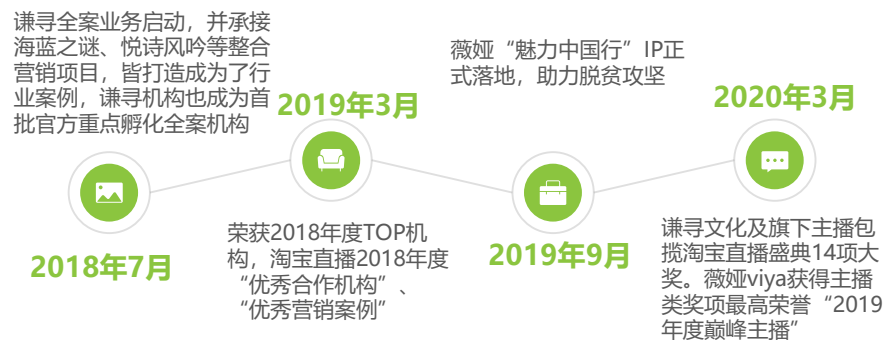 谦寻全案业务启动，并承接
海蓝之谜、悦诗风吟等整合
营销项目，皆打造成为了行
业案例，谦寻机构也成为首
批官方重点孵化全案机构
2018年7月
2019年3月
荣获2018年度TOP机
构，淘宝直播2018年度
“优秀合作机构”、
“优秀营销案例”
薇娅“魅力中国行”IP正
式落地，助力脱贫攻坚
2019年9月
2020年3月
谦寻文化及旗下主播包
揽淘宝直播盛典14项大
奖。薇娅viya获得主播
类奖项最高荣誉“2019
年度巅峰主播”